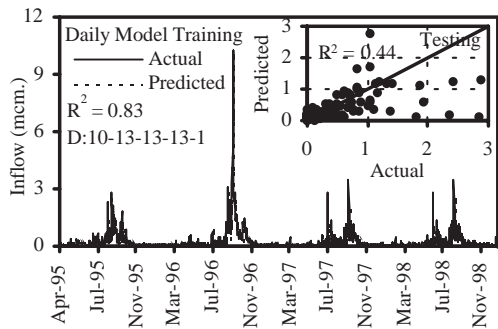 Daily Model Training
Actual
Predicted
R² = 0.83
D:10-13-13-13-1
Inflow (mcm.)
12
9
6
3
0
Apr-95
Jul-95
Nov-95
Mar-96
Jul-96
Nov-96
Mar-97
Jul-97
Nov-97
Mar-98
Jul-98
Nov-98
Testing
R² = 0.44
Predicted
3
2
1
0
0
1
2
3
Actual